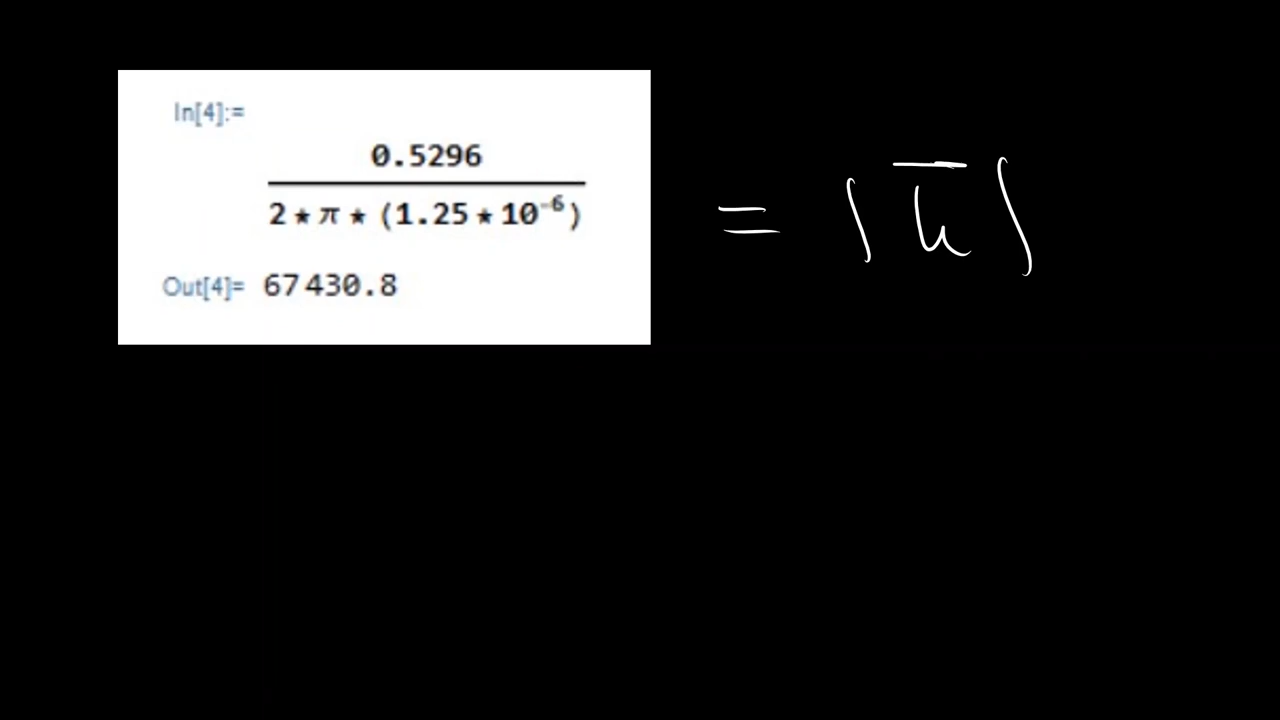 In[4]:=
0.5296
2 * π * (1.25 * 10^-6)
Out[4]= 67430.8
=